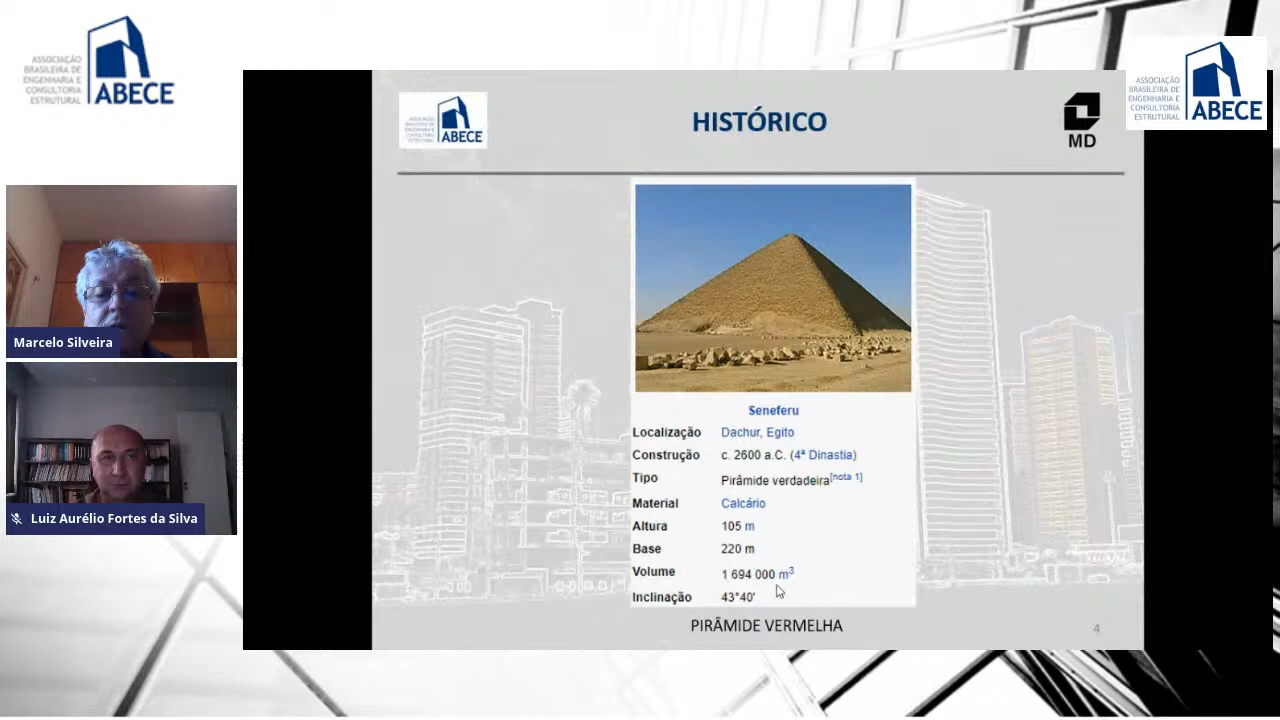 ASSOCIAÇÃO
BRASILEIRA DE
ENGENHARIA E
CONSULTORIA
ESTRUTURAL
ABECE
ASSOCIAÇÃO
BRASILEIRA DE
ENGENHARIA E
CONSULTORIA
ESTRUTURAL
ABECE
ABECE
HISTÓRICO
MD
Marcelo Silveira
Luiz Aurélio Fortes da Silva
Seneferu
Localização Dachur, Egito
Construção c. 2600 a.C. (4ª Dinastia)
Tipo Pirâmide verdadeira[nota 1]
Material Calcário
Altura 105 m
Base 220 m
Volume 1 694 000 m³
Inclinação 43°40'
PIRÂMIDE VERMELHA
4